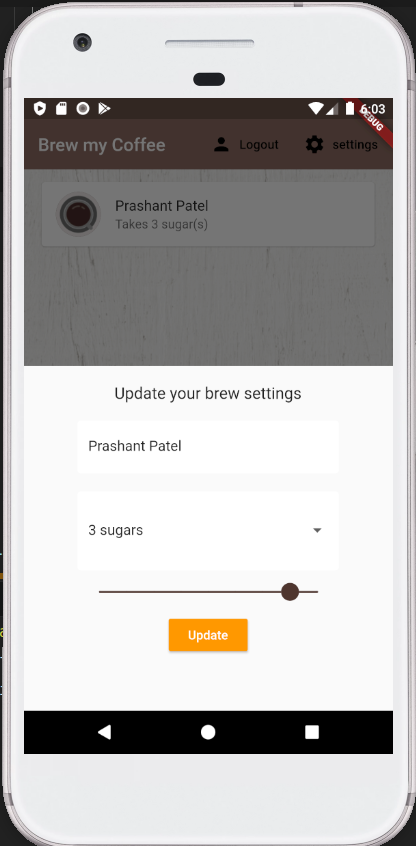 6:03
DEBUG
Brew my Coffee
Logout
settings
Prashant Patel
Takes 3 sugar(s)
Update your brew settings
Prashant Patel
3 sugars
Update